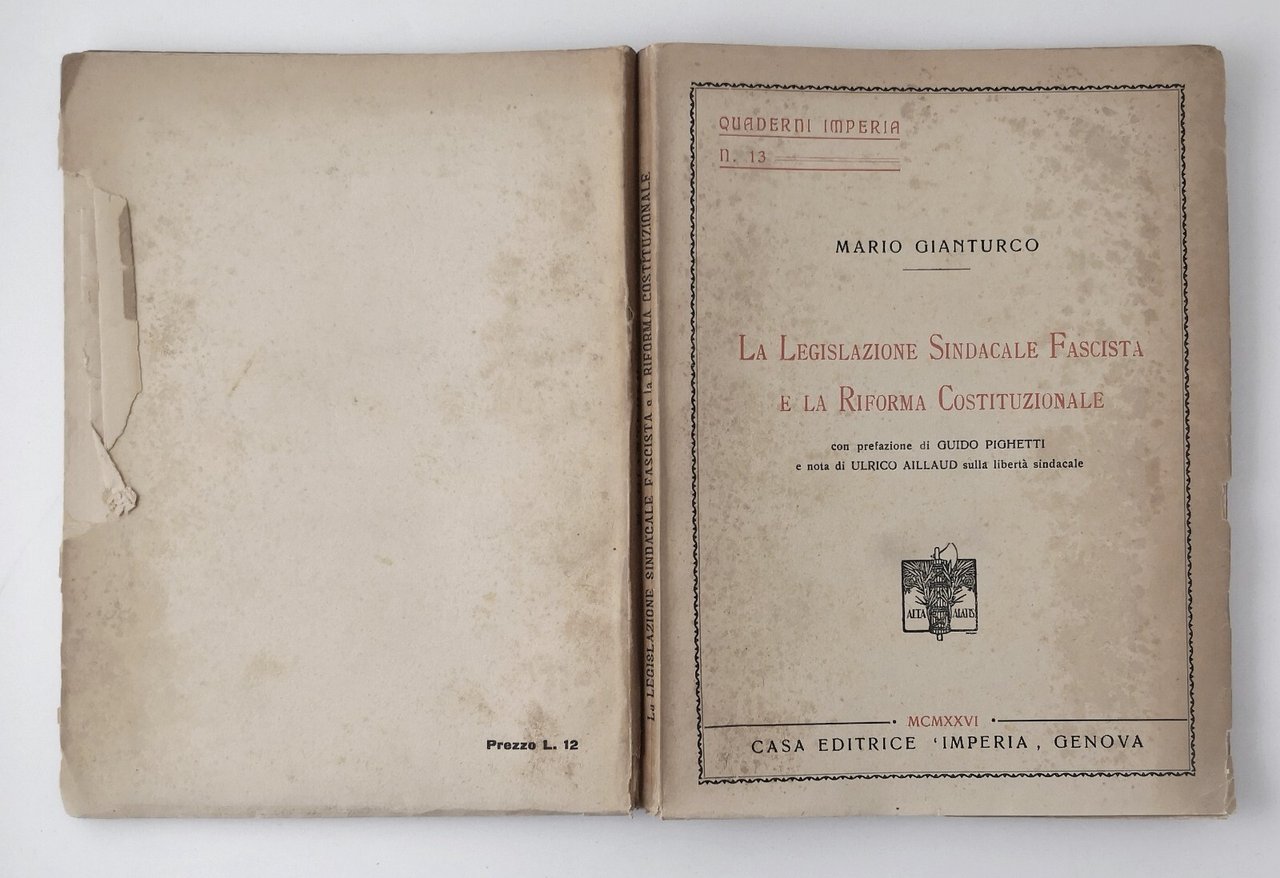 Prezzo L. 12
La LEGISLAZIONE SINDACALE FASCISTA e la RIFORMA COSTITUZIONALE
QUADERNI IMPERIA
N. 13
MARIO GIANTURCO
LA LEGISLAZIONE SINDACALE FASCISTA
E LA RIFORMA COSTITUZIONALE
con prefazione di GUIDO PIGHETTI
e nota di ULRICO AILLAUD sulla libertà sindacale
ALTA
MCMXXVI
CASA EDITRICE 'IMPERIA, GENOVA